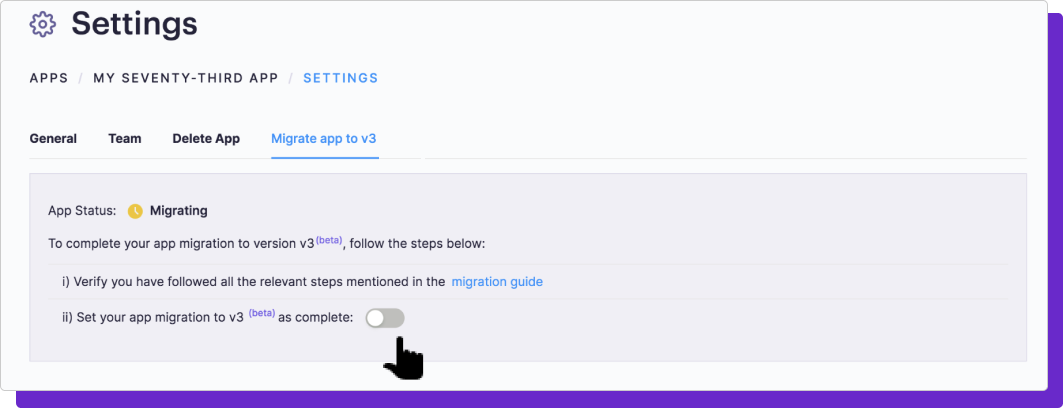 Settings
APPS / MY SEVENTY-THIRD APP / SETTINGS
General Team Delete App Migrate app to v3
App Status: Migrating
To complete your app migration to version v3(beta), follow the steps below:
i) Verify you have followed all the relevant steps mentioned in the migration guide
ii) Set your app migration to v3 (beta) as complete: